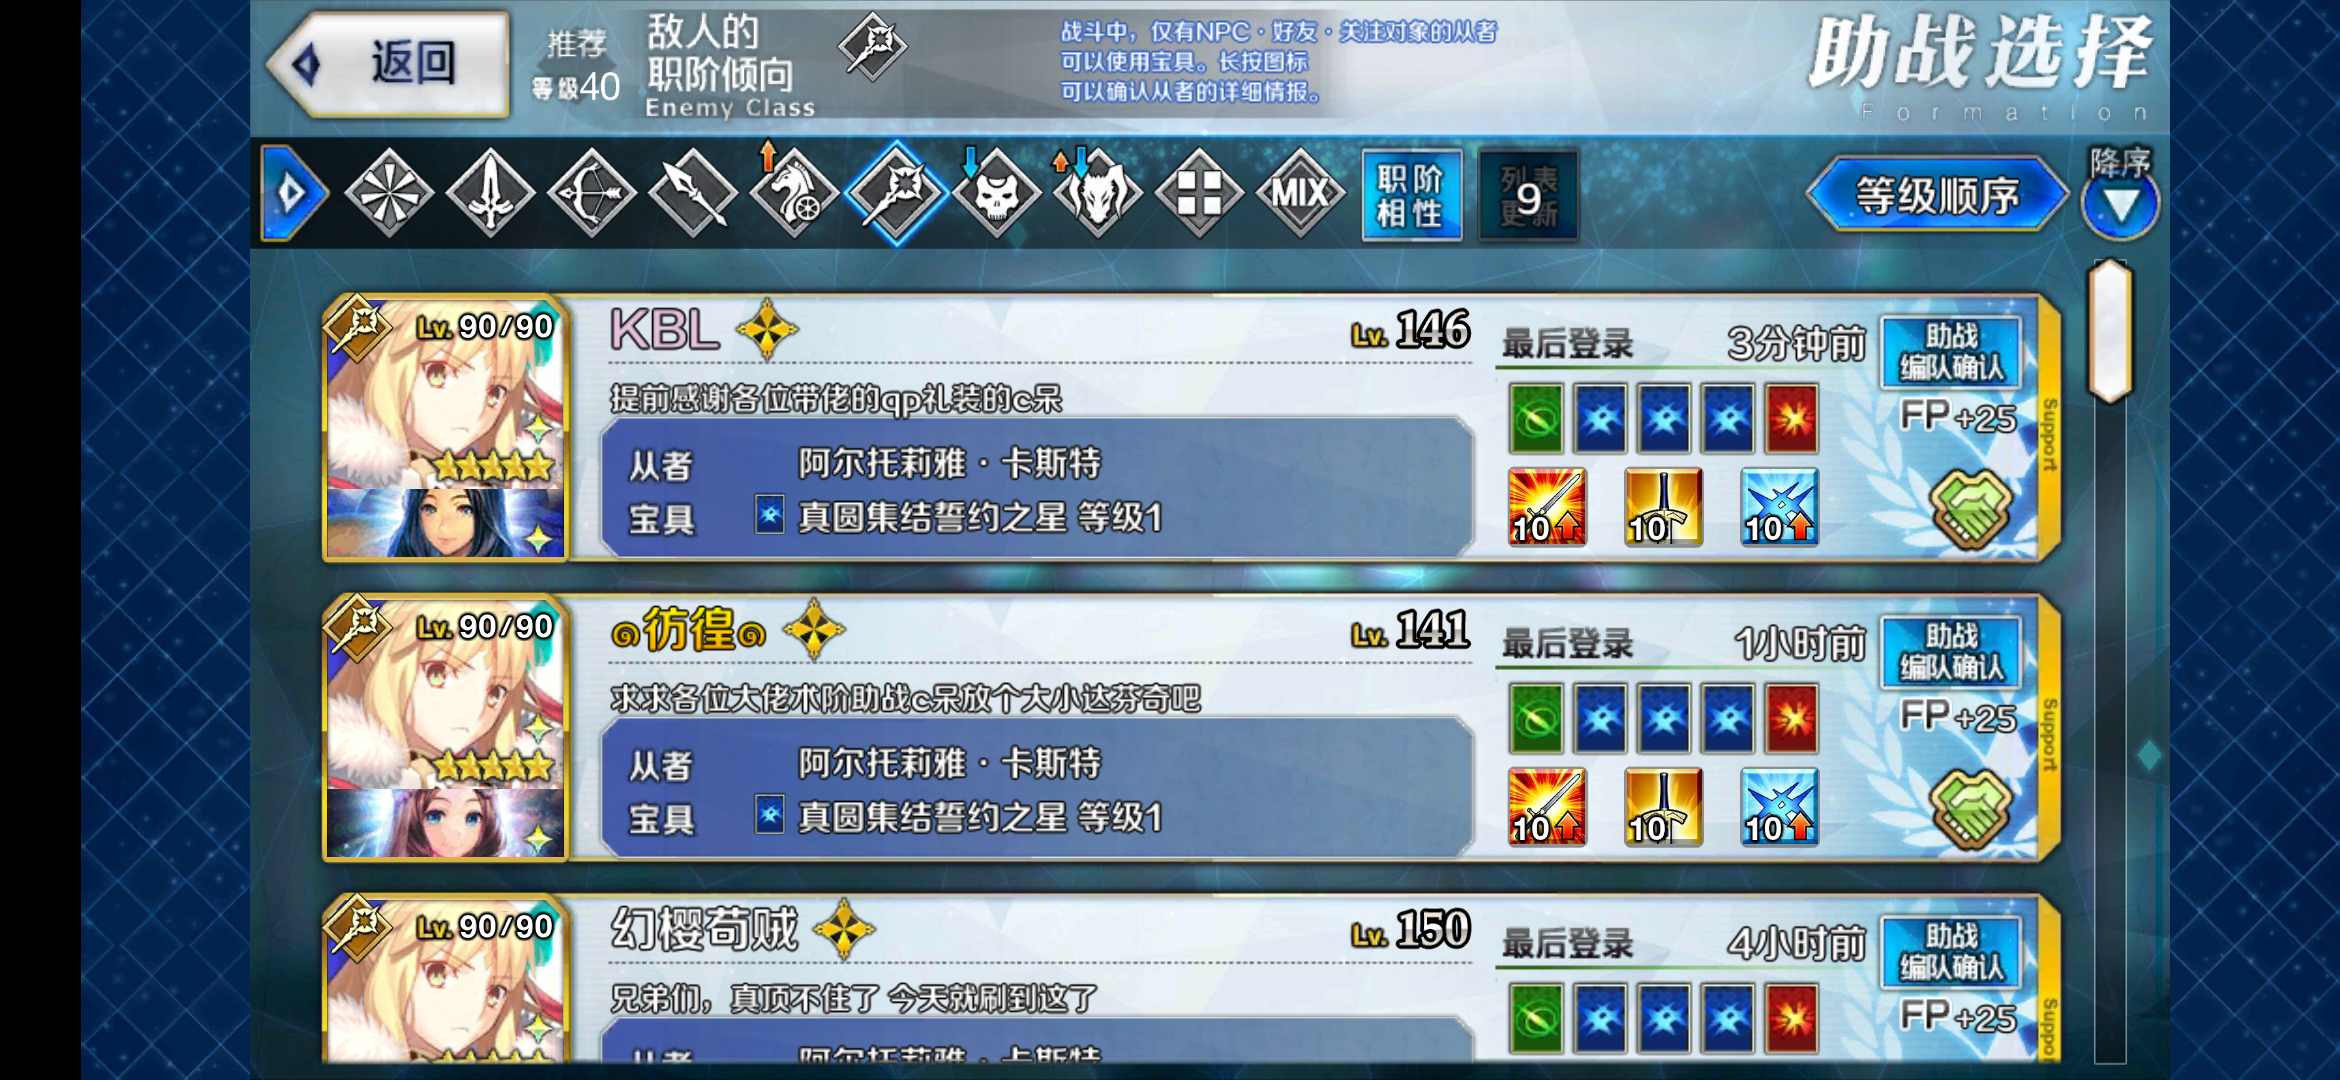 返回
推荐
等级40
敌人的
职阶倾向
Enemy Class
战斗中，仅有NPC·好友·关注对象的从者
可以使用宝具。长按图标
可以确认从者的详细情报。
助战选择
Formation
MIX
职阶
相性
列表
更新
9
等级顺序
降序
Lv. 90/90
KBL
Lv. 146
最后登录 3分钟前
助战
编队确认
提前感谢各位带佬的qp礼装的c呆
FP +25
从者 阿尔托莉雅·卡斯特
宝具 真圆集结誓约之星 等级1
10 10 10
Support
Lv. 90/90
๑彷徨๑
Lv. 141
最后登录 1小时前
助战
编队确认
求求各位大佬术阶助战c呆放个大小达芬奇吧
FP +25
从者 阿尔托莉雅·卡斯特
宝具 真圆集结誓约之星 等级1
10 10 10
Support
Lv. 90/90
幻樱苟贼
Lv. 150
最后登录 4小时前
助战
编队确认
兄弟们，真顶不住了 今天就刷到这了
FP +25
从者 阿尔托莉雅·卡斯特
Suppo